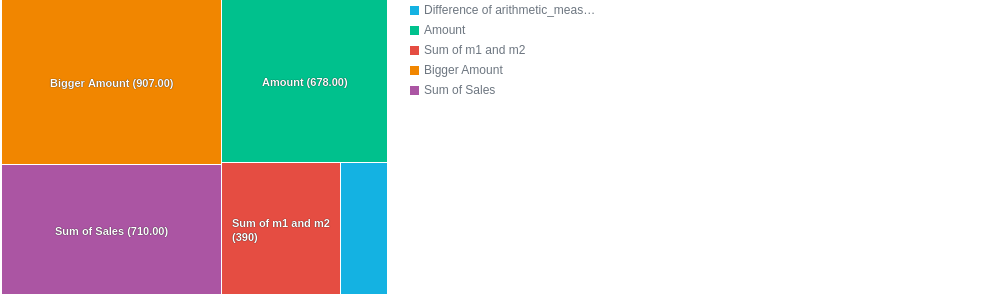 Bigger Amount (907.00)
Amount (678.00)
Sum of Sales (710.00)
Sum of m1 and m2
(390)
Difference of arithmetic_meas…
Amount
Sum of m1 and m2
Bigger Amount
Sum of Sales